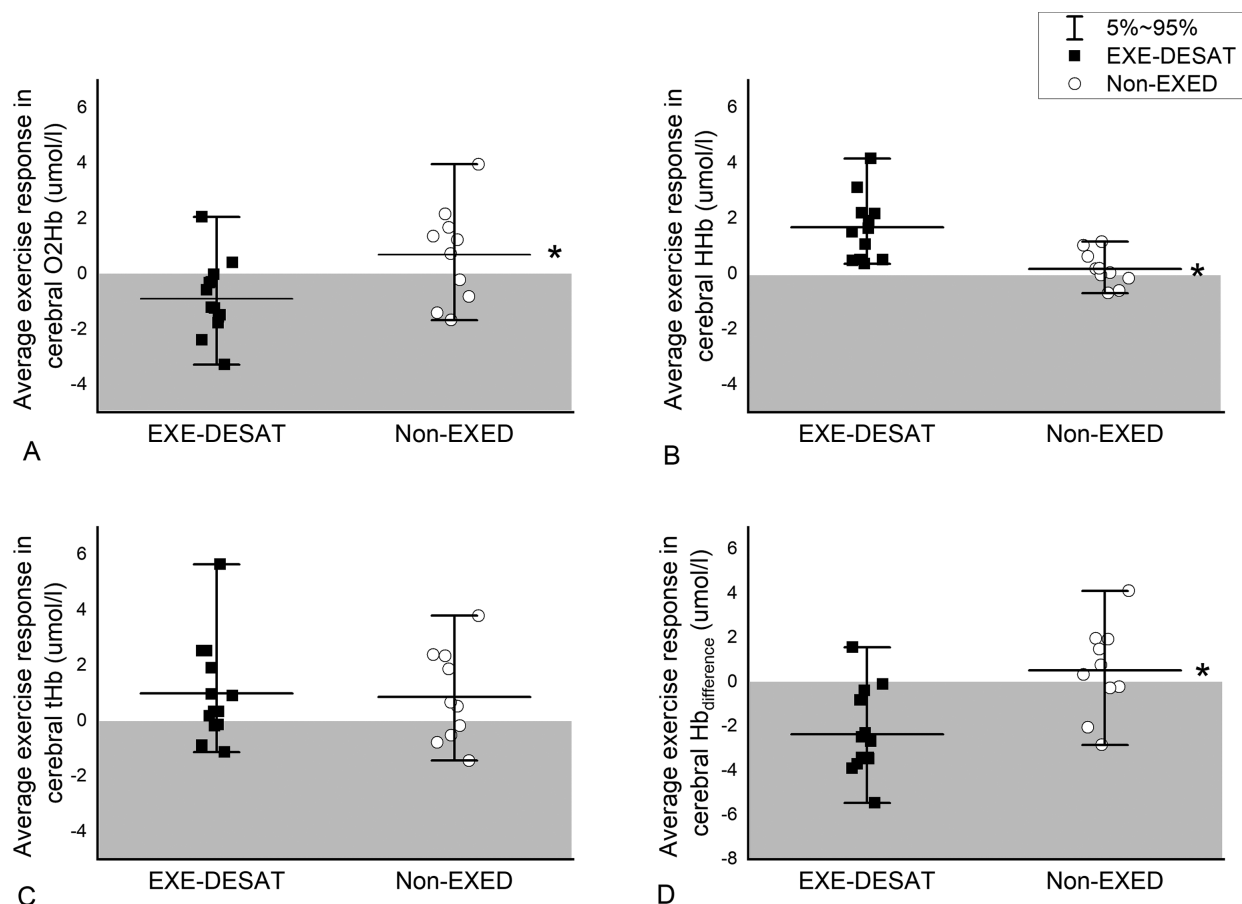 5%~95%
EXE-DESAT
Non-EXED
Average exercise response in
cerebral O2Hb (umol/l)
6
4
2
0
-2
-4
*
EXE-DESAT
Non-EXED
A
Average exercise response in
cerebral HHb (umol/l)
6
4
2
0
-2
-4
*
EXE-DESAT
Non-EXED
B
Average exercise response in
cerebral tHb (umol/l)
6
4
2
0
-2
-4
EXE-DESAT
Non-EXED
C
Average exercise response in
cerebral Hbdifference (umol/l)
6
4
2
0
-2
-4
-6
-8
*
EXE-DESAT
Non-EXED
D